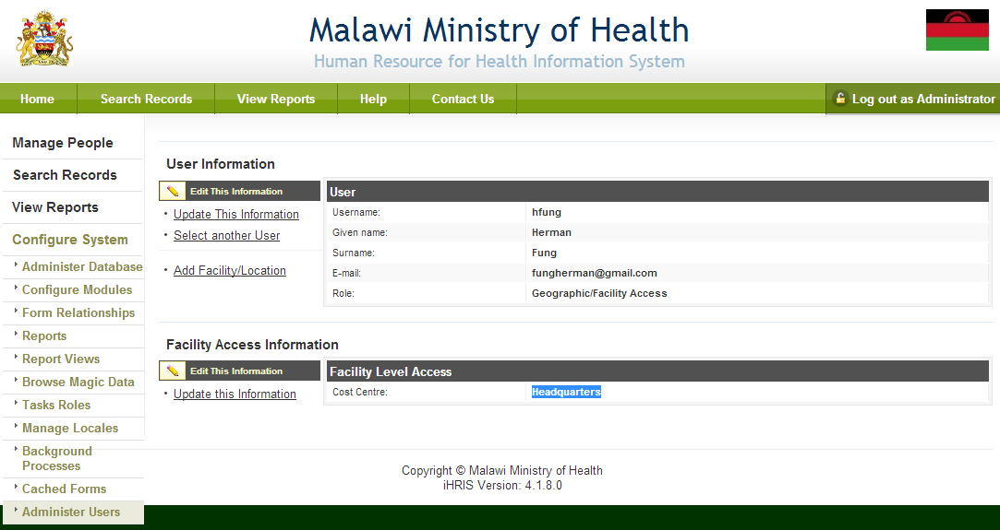 Malawi Ministry of Health
Human Resource for Health Information System
Home
Search Records
View Reports
Help
Contact Us
Log out as Administrator
Manage People
Search Records
View Reports
Configure System
Administer Database
Configure Modules
Form Relationships
Reports
Report Views
Browse Magic Data
Tasks Roles
Manage Locales
Background
Processes
Cached Forms
Administer Users
User Information
Edit This Information
• Update This Information
• Select another User
• Add Facility/Location
User
Username: hfung
Given name: Herman
Surname: Fung
E-mail: fungherman@gmail.com
Role: Geographic/Facility Access
Facility Access Information
Edit This Information
• Update this Information
Facility Level Access
Cost Centre: Headquarters
Copyright © Malawi Ministry of Health
iHRIS Version: 4.1.8.0